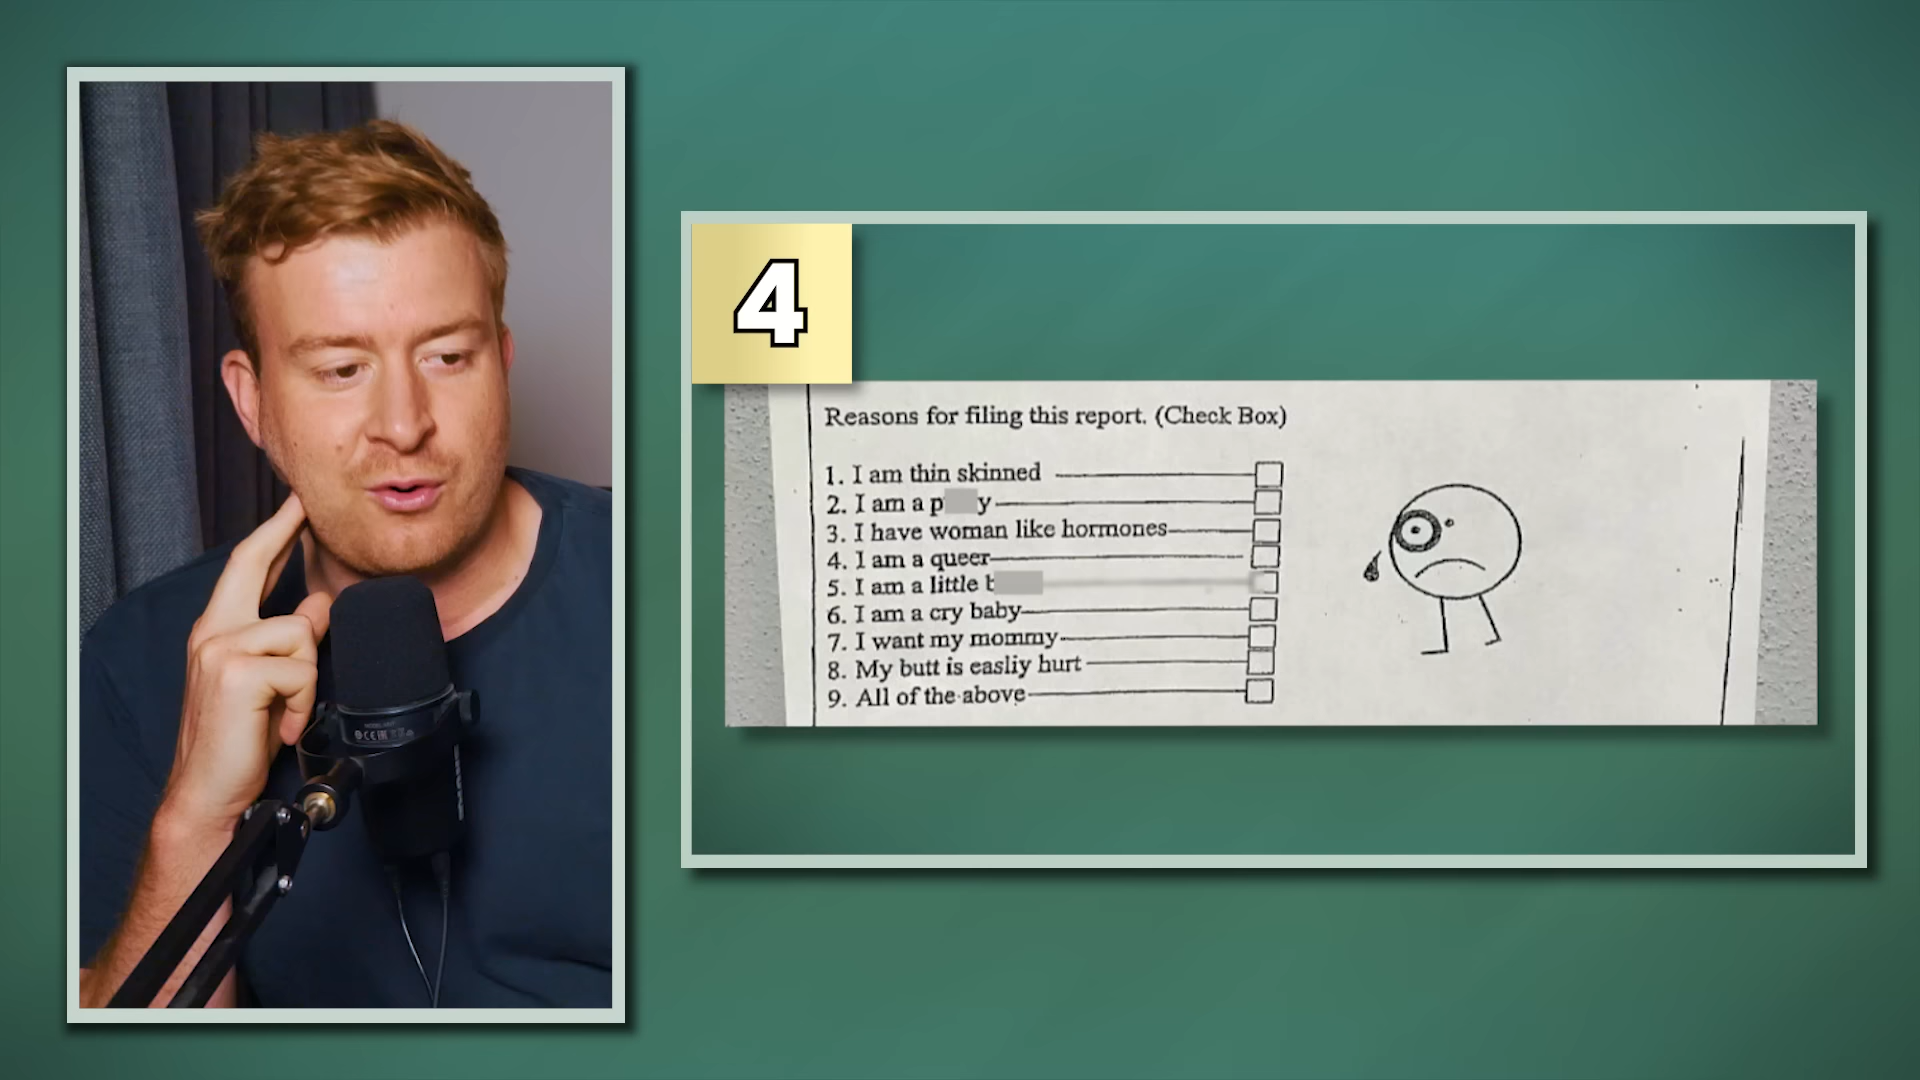 4
Reasons for filing this report. (Check Box)
1. I am thin skinned
2. I am a p y
3. I have woman like hormones
4. I am a queer
5. I am a little b
6. I am a cry baby
7. I want my mommy
8. My butt is easliy hurt
9. All of the above